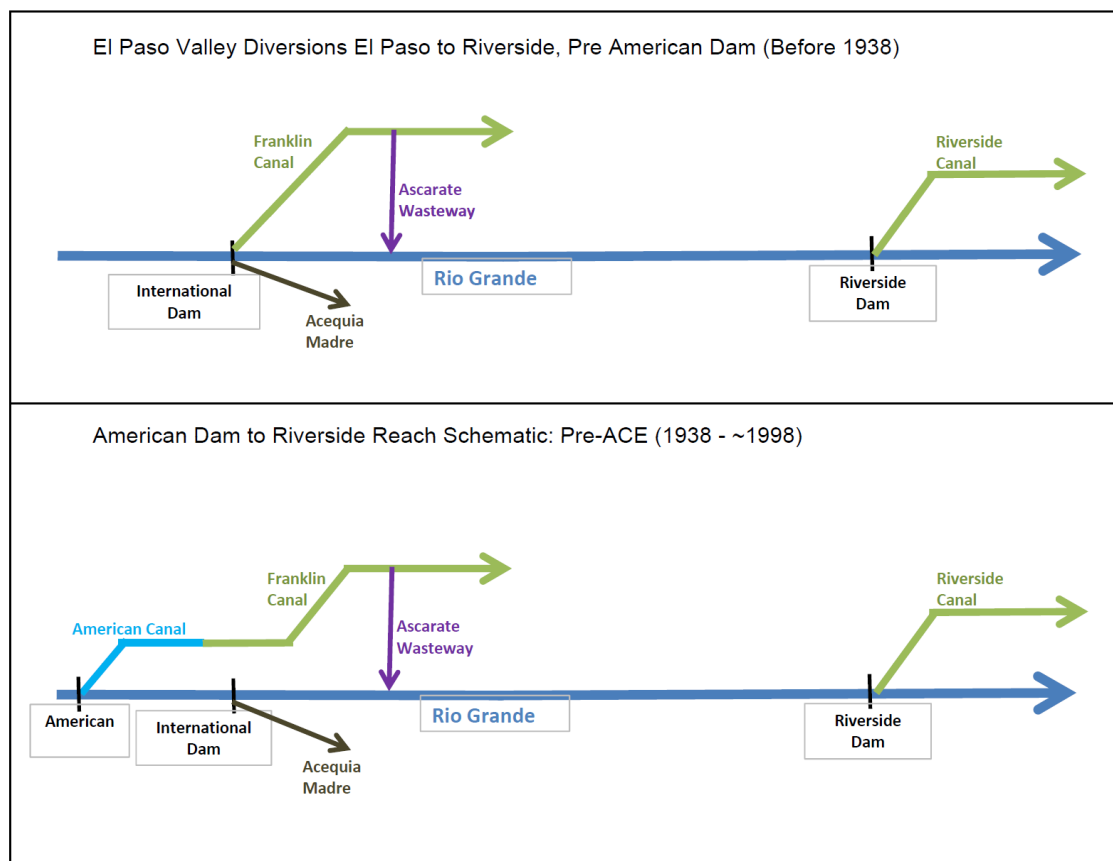 El Paso Valley Diversions El Paso to Riverside, Pre American Dam (Before 1938)
Franklin
Canal
Riverside
Canal
Ascarate
Wasteway
Rio Grande
International
Dam
Riverside
Dam
Acequia
Madre
American Dam to Riverside Reach Schematic: Pre-ACE (1938 - ~1998)
Franklin
Canal
Riverside
Canal
American Canal
Ascarate
Wasteway
Rio Grande
American
International
Dam
Riverside
Dam
Acequia
Madre